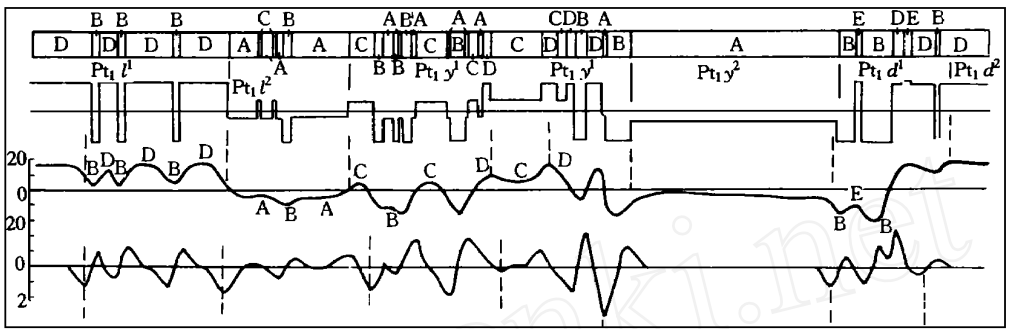 B B B C B A B A A A CDB A E D E B
D D D D A A C C B C D D B A B B D D
A B B C D
Pt₁ l¹ Pt₁ l² Pt₁ y¹ Pt₁ y¹ Pt₁ y² Pt₁ d¹ Pt₁ d²
20 B D B D B D C C D C D E
0 A B A B B B
20
0
2